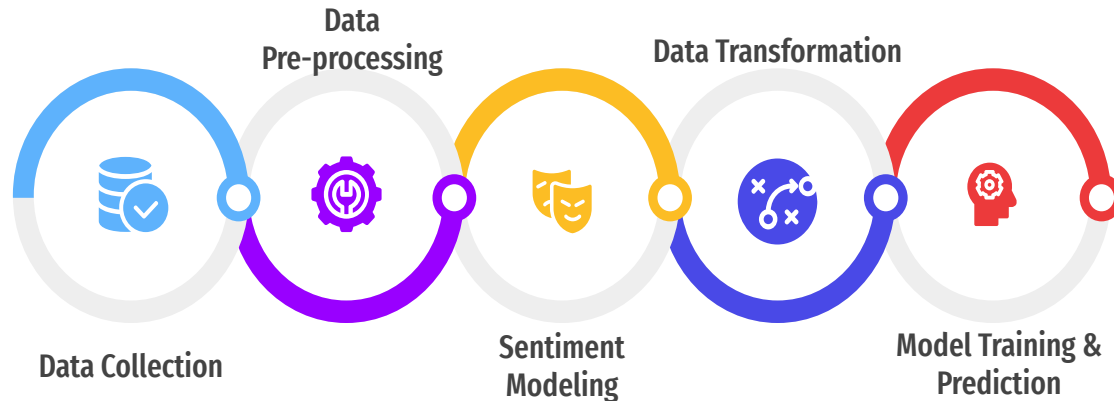 Data
Pre-processing
Data Transformation
Data Collection
Sentiment
Modeling
Model Training &
Prediction